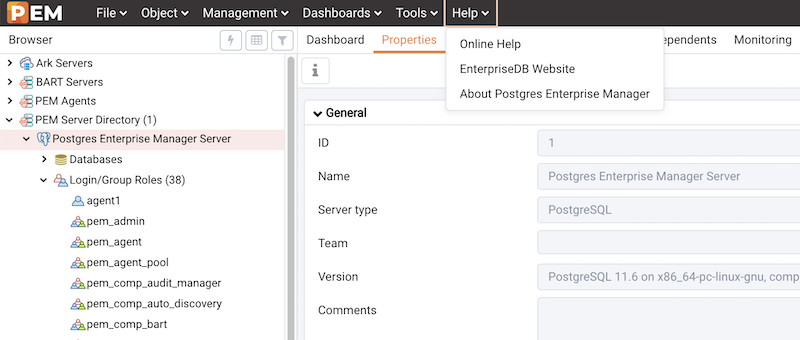 PEM File Object Management Dashboards Tools Help
Browser
Dashboard Properties pendents Monitoring
Online Help
EnterpriseDB Website
About Postgres Enterprise Manager
Ark Servers
BART Servers
PEM Agents
PEM Server Directory (1)
Postgres Enterprise Manager Server
Databases
Login/Group Roles (38)
agent1
pem_admin
pem_agent
pem_agent_pool
pem_comp_audit_manager
pem_comp_auto_discovery
pem_comp_bart
General
ID 1
Name Postgres Enterprise Manager Server
Server type PostgreSQL
Team
Version PostgreSQL 11.6 on x86_64-pc-linux-gnu, comp
Comments